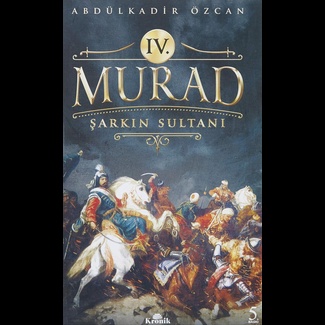 ABDÜLKADİR ÖZCAN
IV.
MURAD
ŞARKIN SULTANI
Kronik
5.